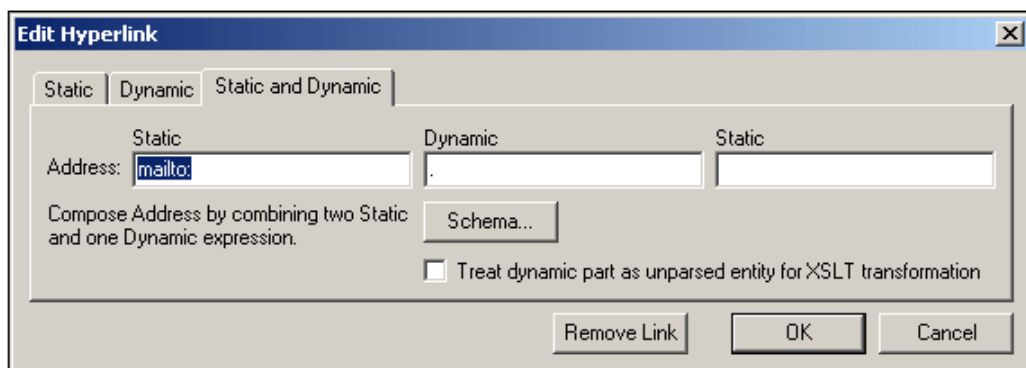 Edit Hyperlink
Static Dynamic Static and Dynamic
Static Dynamic Static
Address: mailto: .
Compose Address by combining two Static
and one Dynamic expression.
Schema...
Treat dynamic part as unparsed entity for XSLT transformation
Remove Link OK Cancel